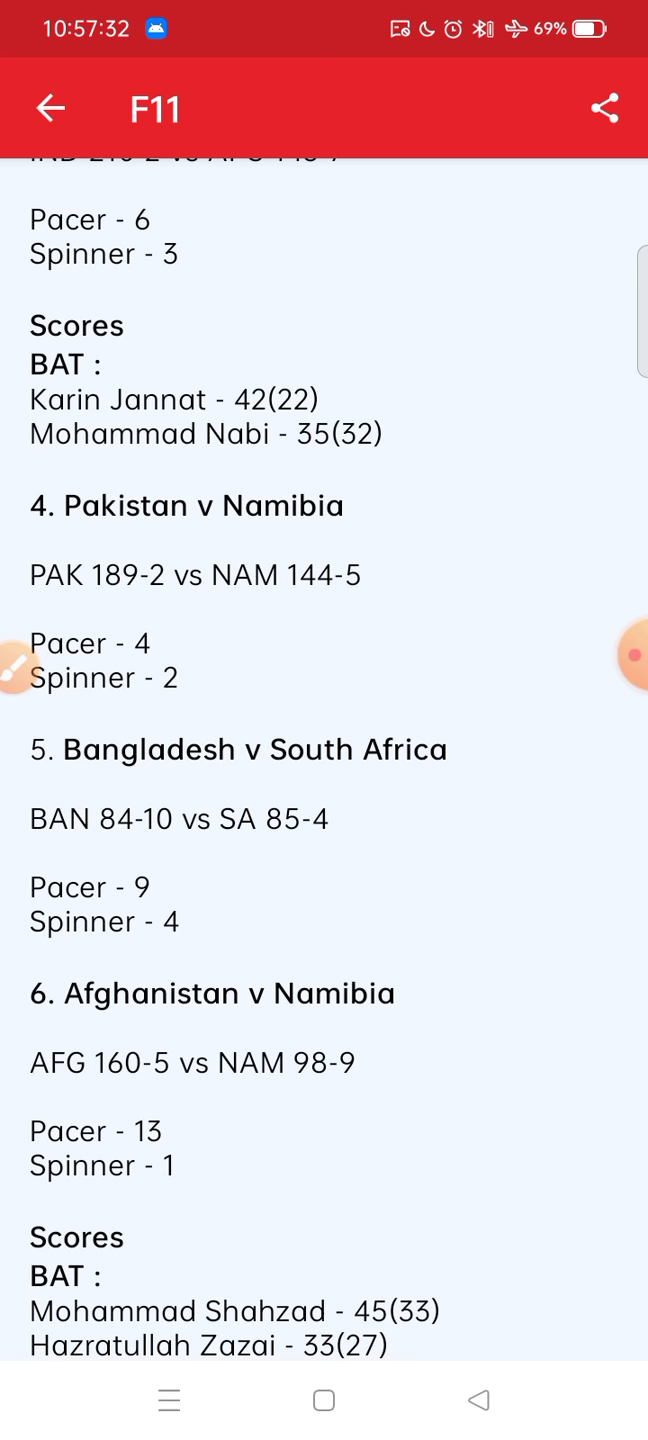 10:57:32
69%
F11
Pacer - 6
Spinner - 3
Scores
BAT :
Karin Jannat - 42(22)
Mohammad Nabi - 35(32)
4. Pakistan v Namibia
PAK 189-2 vs NAM 144-5
Pacer - 4
Spinner - 2
5. Bangladesh v South Africa
BAN 84-10 vs SA 85-4
Pacer - 9
Spinner - 4
6. Afghanistan v Namibia
AFG 160-5 vs NAM 98-9
Pacer - 13
Spinner - 1
Scores
BAT :
Mohammad Shahzad - 45(33)
Hazratullah Zazai - 33(27)